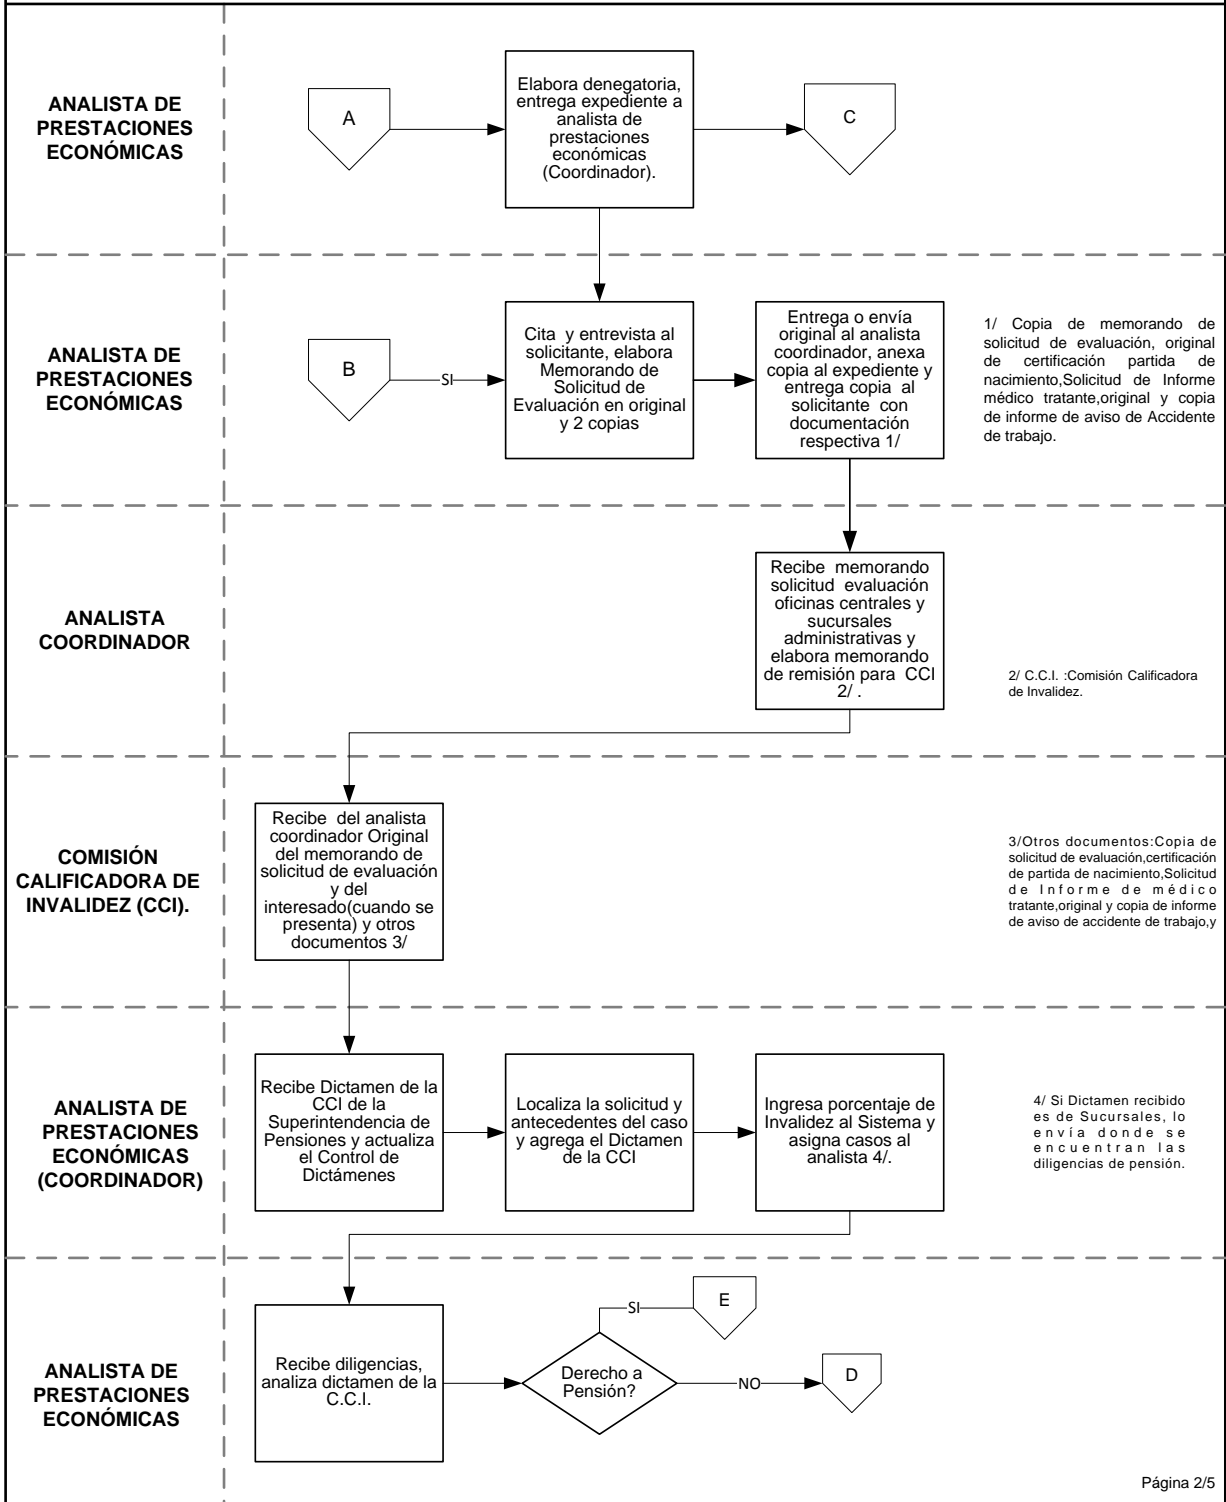 ANALISTA DE
PRESTACIONES
ECONÓMICAS
A
Elabora denegatoria,
entrega expediente a
analista de
prestaciones
económicas
(Coordinador).
C
ANALISTA DE
PRESTACIONES
ECONÓMICAS
B
SI
Cita y entrevista al
solicitante, elabora
Memorando de
Solicitud de
Evaluación en original
y 2 copias
Entrega o envía
original al analista
coordinador, anexa
copia al expediente y
entrega copia al
solicitante con
documentación
respectiva 1/
1/ Copia de memorando de
solicitud de evaluación, original
de certificación partida de
nacimiento,Solicitud de Informe
médico tratante,original y copia
de informe de aviso de Accidente
de trabajo.
ANALISTA
COORDINADOR
Recibe memorando
solicitud evaluación
oficinas centrales y
sucursales
administrativas y
elabora memorando
de remisión para CCI
2/ .
2/ C.C.I. :Comisión Calificadora
de Invalidez.
COMISIÓN
CALIFICADORA DE
INVALIDEZ (CCI).
Recibe del analista
coordinador Original
del memorando de
solicitud de evaluación
y del
interesado(cuando se
presenta) y otros
documentos 3/
3/Otros documentos:Copia de
solicitud de evaluación,certificación
de partida de nacimiento,Solicitud
de Informe de médico
tratante,original y copia de informe
de aviso de accidente de trabajo,y
ANALISTA DE
PRESTACIONES
ECONÓMICAS
(COORDINADOR)
Recibe Dictamen de la
CCI de la
Superintendencia de
Pensiones y actualiza
el Control de
Dictámenes
Localiza la solicitud y
antecedentes del caso
y agrega el Dictamen
de la CCI
Ingresa porcentaje de
Invalidez al Sistema y
asigna casos al
analista 4/.
4/ Si Dictamen recibido
es de Sucursales, lo
envía donde se
encuentran las
diligencias de pensión.
ANALISTA DE
PRESTACIONES
ECONÓMICAS
Recibe diligencias,
analiza dictamen de la
C.C.I.
Derecho a
Pensión?
SI
E
NO
D
Página 2/5